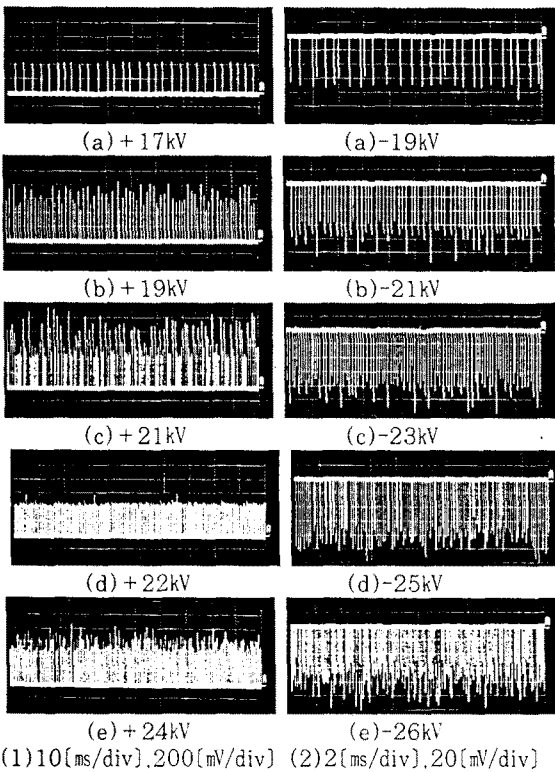 (a)+17kV (a)-19kV
(b)+19kV (b)-21kV
(c)+21kV (c)-23kV
(d)+22kV (d)-25kV
(e)+24kV (e)-26kV
(1)10[ms/div],200[mV/div] (2)2[ms/div],20[mV/div]